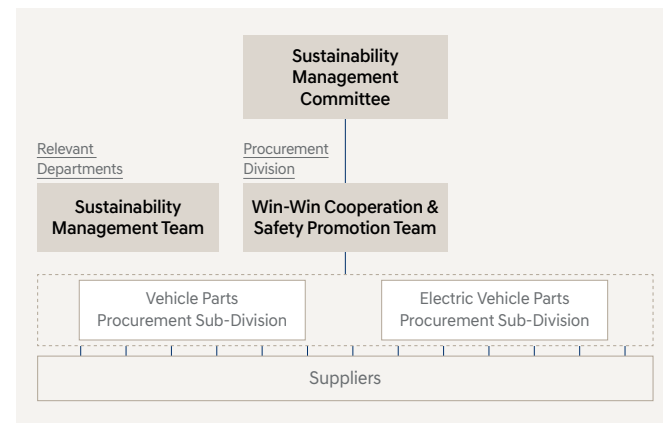 Sustainability
Management
Committee
Relevant
Departments
Procurement
Division
Sustainability
Management Team
Win-Win Cooperation &
Safety Promotion Team
Vehicle Parts
Procurement Sub-Division
Electric Vehicle Parts
Procurement Sub-Division
Suppliers